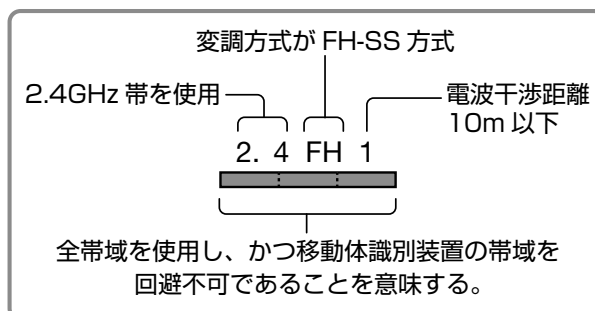 変調方式が FH-SS 方式
2.4GHz 帯を使用
電波干渉距離
10m 以下
2. 4 FH 1
全帯域を使用し、かつ移動体識別装置の帯域を
回避不可であることを意味する。